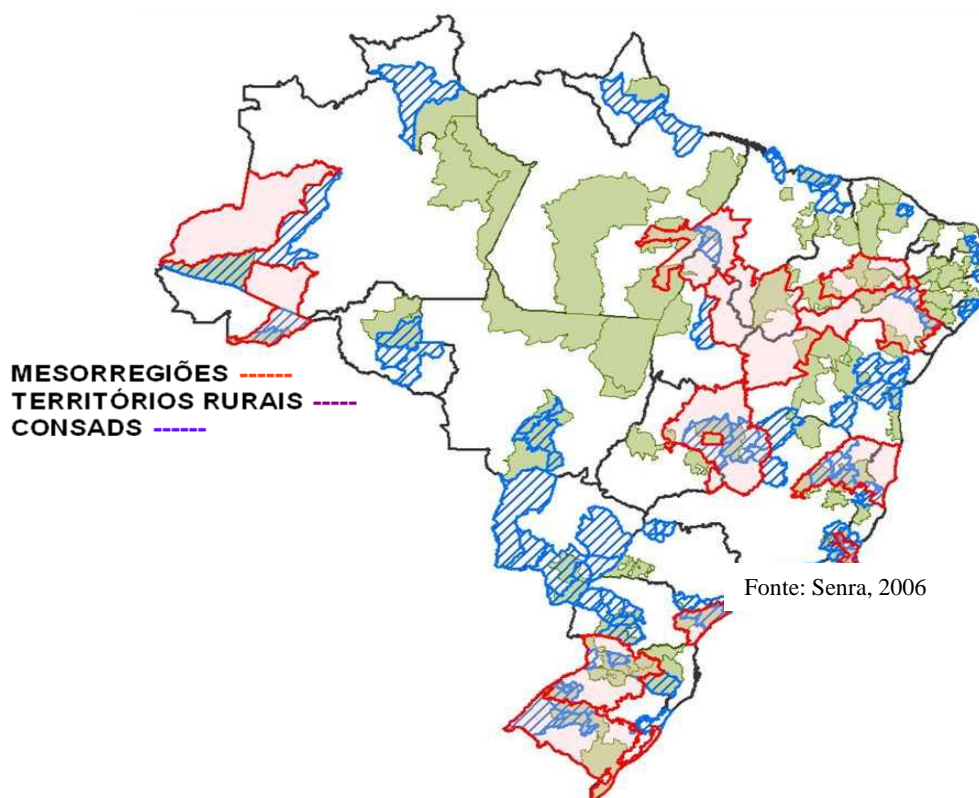 MESORREGIÕES ------
TERRITÓRIOS RURAIS -----
CONSADS ------
Fonte: Senra, 2006